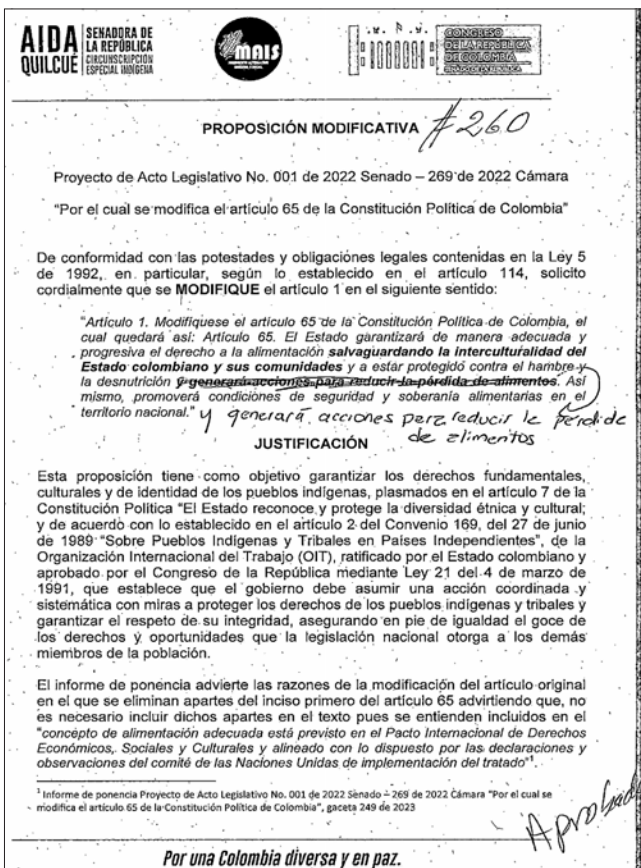 AIDA
QUILCUÉ
SENADORA DE
LA REPÚBLICA
CIRCUNSCRIPCIÓN
ESPECIAL INDÍGENA
mais
CONGRESO
DE LA REPÚBLICA
DE COLOMBIA
PROPOSICIÓN MODIFICATIVA #260
Proyecto de Acto Legislativo No. 001 de 2022 Senado – 269 de 2022 Cámara
“Por el cual se modifica el artículo 65 de la Constitución Política de Colombia”
De conformidad con las potestades y obligaciones legales contenidas en la Ley 5
de 1992, en particular, según lo establecido en el artículo 114, solicito
cordialmente que se MODIFIQUE el artículo 1 en el siguiente sentido:
"Artículo 1. Modifíquese el artículo 65 de la Constitución Política de Colombia, el
cual quedará así: Artículo 65. El Estado garantizará de manera adecuada y
progresiva el derecho a la alimentación salvaguardando la interculturalidad del
Estado colombiano y sus comunidades y a estar protegido contra el hambre y
la desnutrición y generará acciones para reducir la pérdida de alimentos. Así
mismo, promoverá condiciones de seguridad y soberanía alimentarias en el
territorio nacional." y generará acciones para reducir la pérdida
de alimentos
JUSTIFICACIÓN
Esta proposición tiene como objetivo garantizar los derechos fundamentales,
culturales y de identidad de los pueblos indígenas, plasmados en el artículo 7 de la
Constitución Política "El Estado reconoce y protege la diversidad étnica y cultural;
y de acuerdo con lo establecido en el artículo 2 del Convenio 169, del 27 de junio
de 1989 "Sobre Pueblos Indígenas y Tribales en Países Independientes", de la
Organización Internacional del Trabajo (OIT), ratificado por el Estado colombiano y
aprobado por el Congreso de la República mediante Ley 21 del 4 de marzo de
1991, que establece que el gobierno debe asumir una acción coordinada y
sistemática con miras a proteger los derechos de los pueblos indígenas y tribales y
garantizar el respeto de su integridad, asegurando en pie de igualdad el goce de
los derechos y oportunidades que la legislación nacional otorga a los demás
miembros de la población.
El informe de ponencia advierte las razones de la modificación del artículo original
en el que se eliminan apartes del inciso primero del artículo 65 advirtiendo que, no
es necesario incluir dichos apartes en el texto pues se entienden incluidos en el
"concepto de alimentación adecuada está previsto en el Pacto Internacional de Derechos
Económicos, Sociales y Culturales y alineado con lo dispuesto por las declaraciones y
observaciones del comité de las Naciones Unidas de implementación del tratado"1.
1 Informe de ponencia Proyecto de Acto Legislativo No. 001 de 2022 Senado – 269 de 2022 Cámara "Por el cual se
modifica el artículo 65 de la Constitución Política de Colombia", gaceta 249 de 2023
Aprobado
Por una Colombia diversa y en paz.